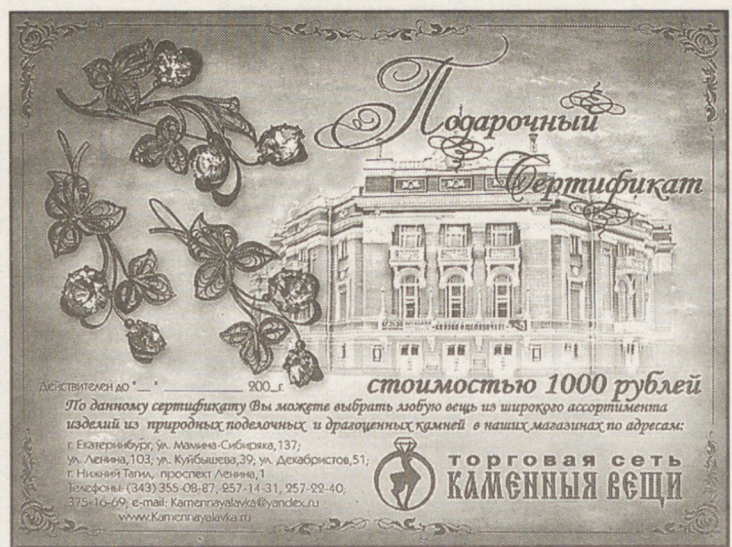 Подарочный
Сертификат
Действителен до "__" ____________ 200_г.
стоимостью 1000 рублей
По данному сертификату Вы можете выбрать любую вещь из широкого ассортимента
изделий из природных поделочных и драгоценных камней в наших магазинах по адресам:
г. Екатеринбург, ул. Мамина-Сибиряка, 137;
ул. Ленина, 103; ул. Куйбышева, 39; ул. Декабристов, 51;
г. Нижний Тагил, проспект Ленина, 1
Телефоны: (343) 355-08-87, 257-14-31, 257-22-40,
375-16-69; e-mail: Kamennayalavka@yandex.ru
www.Kamennayalavka.ru
торговая сеть
КАМЕННЫЯ ВЕЩИ